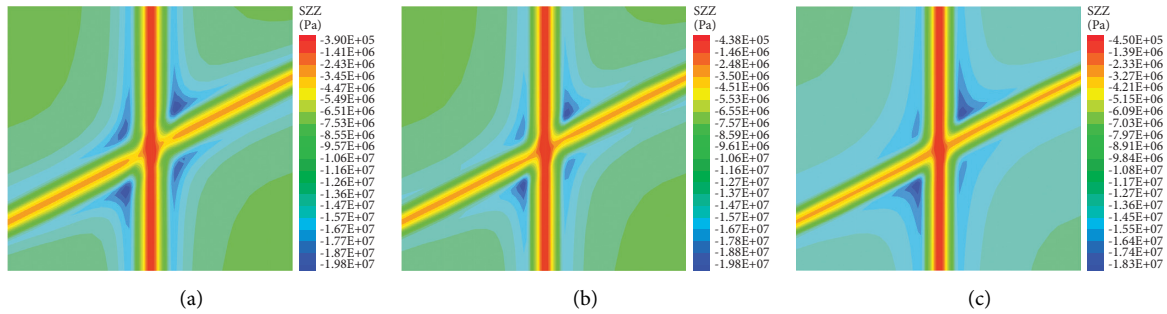 SZZ
(Pa)
-3.90E+05
-1.41E+06
-2.43E+06
-3.45E+06
-4.47E+06
-5.49E+06
-6.51E+06
-7.53E+06
-8.55E+06
-9.57E+06
-1.06E+07
-1.16E+07
-1.26E+07
-1.36E+07
-1.47E+07
-1.57E+07
-1.67E+07
-1.77E+07
-1.87E+07
-1.98E+07
(a)
SZZ
(Pa)
-4.38E+05
-1.46E+06
-2.48E+06
-3.50E+06
-4.51E+06
-5.53E+06
-6.55E+06
-7.57E+06
-8.59E+06
-9.61E+06
-1.06E+07
-1.16E+07
-1.27E+07
-1.37E+07
-1.47E+07
-1.57E+07
-1.67E+07
-1.78E+07
-1.88E+07
-1.98E+07
(b)
SZZ
(Pa)
-4.50E+05
-1.39E+06
-2.33E+06
-3.27E+06
-4.21E+06
-5.15E+06
-6.09E+06
-7.03E+06
-7.97E+06
-8.91E+06
-9.84E+06
-1.08E+07
-1.17E+07
-1.27E+07
-1.36E+07
-1.45E+07
-1.55E+07
-1.64E+07
-1.74E+07
-1.83E+07
(c)